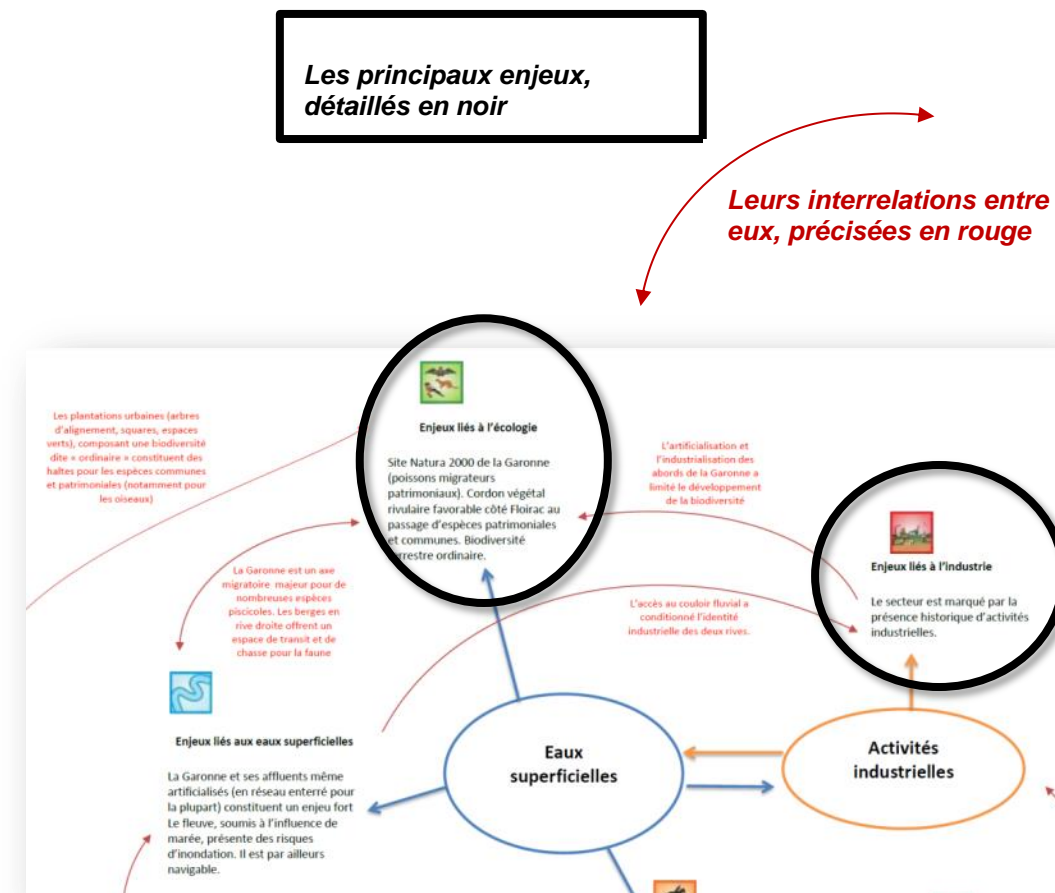 Les principaux enjeux,
détaillés en noir
Leurs interrelations entre
eux, précisées en rouge
Les plantations urbaines (arbres
d'alignement, squares, espaces
verts), composant une biodiversité
dite « ordinaire » constituent des
haltes pour les espèces communes
et patrimoniales (notamment pour
les oiseaux)
Enjeux liés à l'écologie
Site Natura 2000 de la Garonne
(poissons migrateurs
patrimoniaux). Cordon végétal
rivulaire favorable côté Floirac au
passage d'espèces patrimoniales
et communes. Biodiversité
terrestre ordinaire.
L'artificialisation et
l'industrialisation des
abords de la Garonne a
limité le développement
de la biodiversité
Enjeux liés à l'industrie
Le secteur est marqué par la
présence historique d'activités
industrielles.
La Garonne est un axe
migratoire majeur pour de
nombreuses espèces
piscicoles. Les berges en
rive droite offrent un
espace de transit et de
chasse pour la faune
L'accès au couloir fluvial a
conditionné l'identité
industrielle des deux rives.
Enjeux liés aux eaux superficielles
La Garonne et ses affluents même
artificialisés (en réseau enterré pour
la plupart) constituent un enjeu fort
Le fleuve, soumis à l'influence de
marée, présente des risques
d'inondation. Il est par ailleurs
navigable.
Eaux
superficielles
Activités
industrielles